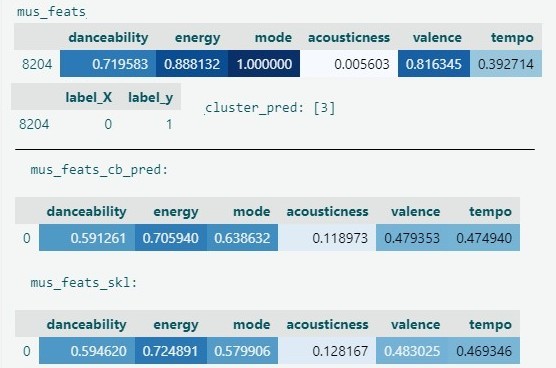 mus_feats
danceability energy mode acousticness valence tempo
8204 0.719583 0.888132 1.000000 0.005603 0.816345 0.392714
label_X label_y
cluster_pred: [3]
8204 0 1
mus_feats_cb_pred:
danceability energy mode acousticness valence tempo
0 0.591261 0.705940 0.638632 0.118973 0.479353 0.474940
mus_feats_skl:
danceability energy mode acousticness valence tempo
0 0.594620 0.724891 0.579906 0.128167 0.483025 0.469346